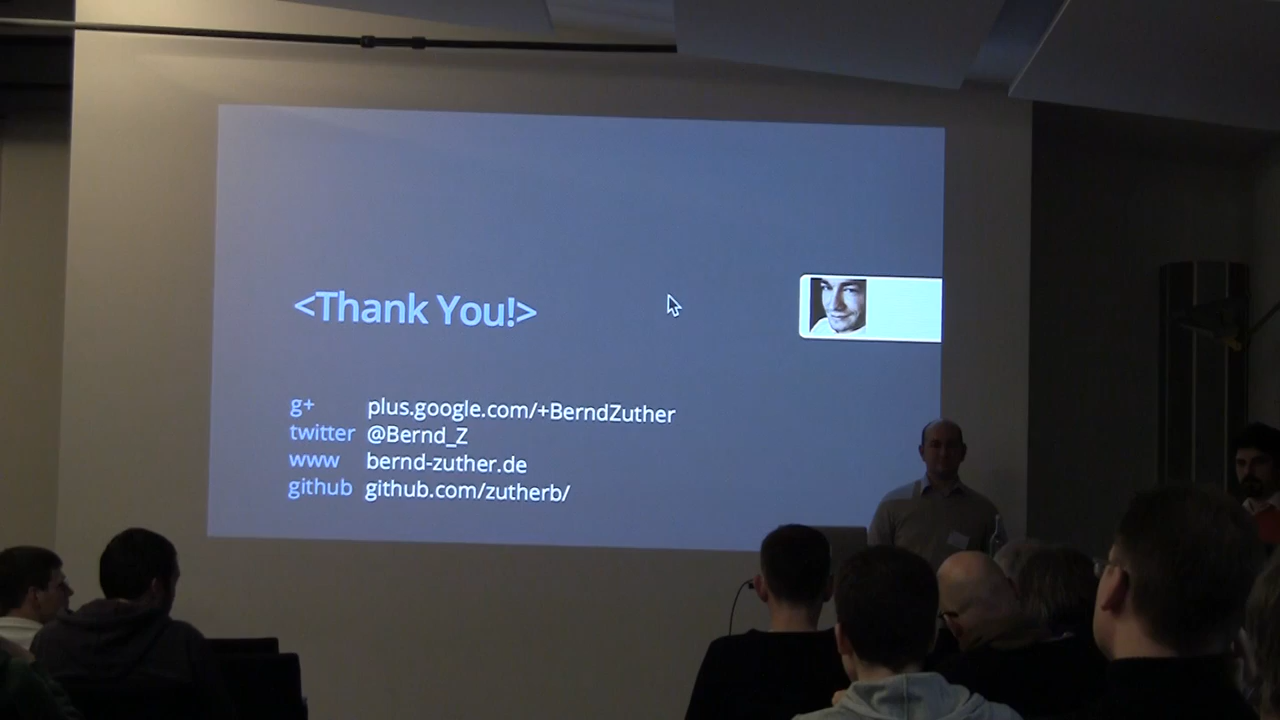 <Thank You!>
g+ plus.google.com/+BerndZuther
twitter @Bernd_Z
www bernd-zuther.de
github github.com/zutherb/